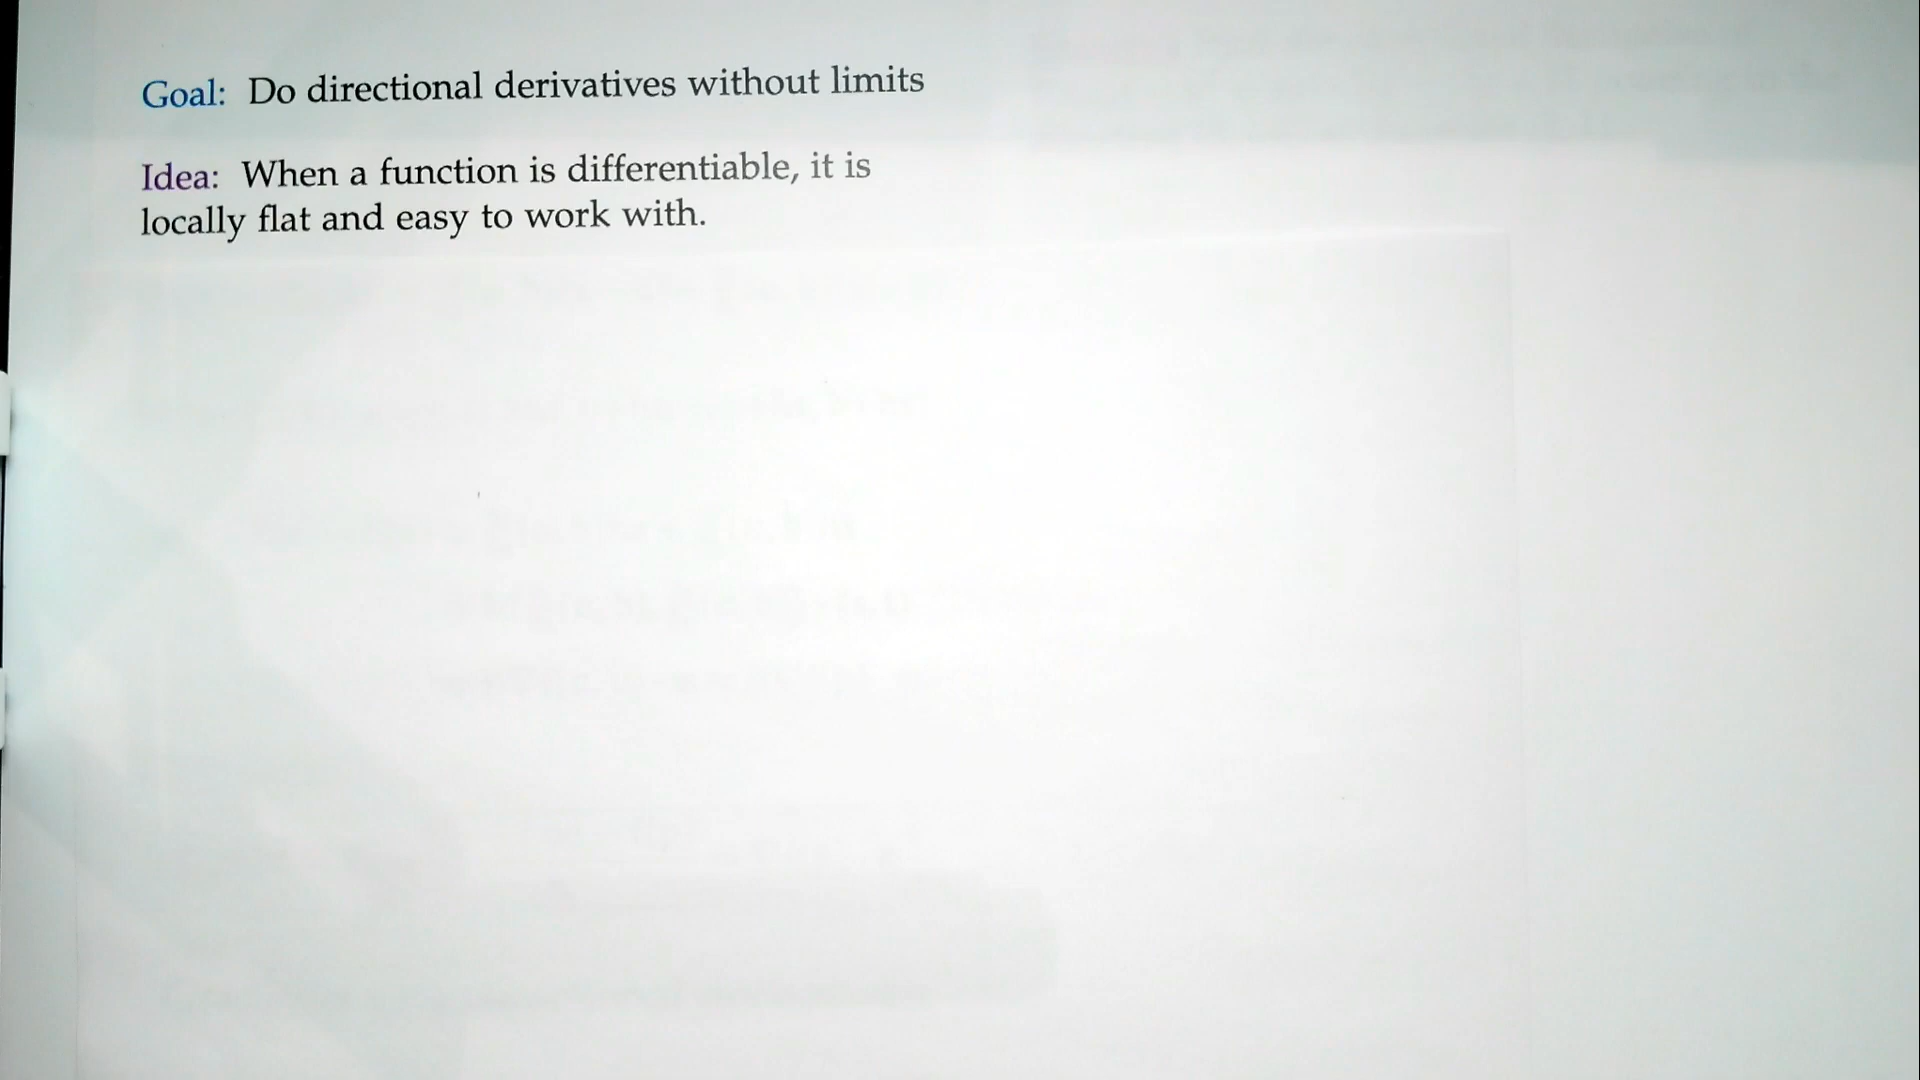 Goal: Do directional derivatives without limits
Idea: When a function is differentiable, it is
locally flat and easy to work with.